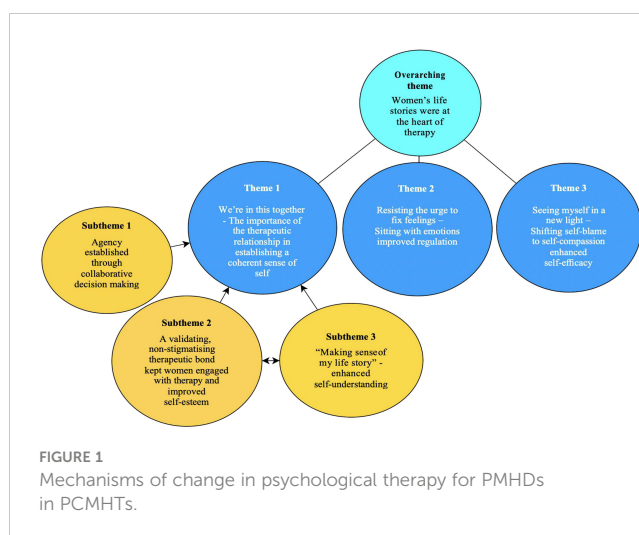 Overarching
theme
Women's life
stories were at
the heart of
therapy
Theme 1
We're in this together
- The importance of
the therapeutic
relationship in
establishing a
coherent sense of
self
Theme 2
Resisting the urge to
fix feelings –
Sitting with emotions
improved regulation
Theme 3
Seeing myself in a
new light –
Shifting self-blame
to self-compassion
enhanced
self-efficacy
Subtheme 1
Agency
established
through
collaborative
decision making
Subtheme 2
A validating,
non-stigmatising
therapeutic bond
kept women engaged
with therapy and
improved
self-esteem
Subtheme 3
"Making sense of
my life story" -
enhanced
self-understanding
FIGURE 1
Mechanisms of change in psychological therapy for PMHDs
in PCMHTs.